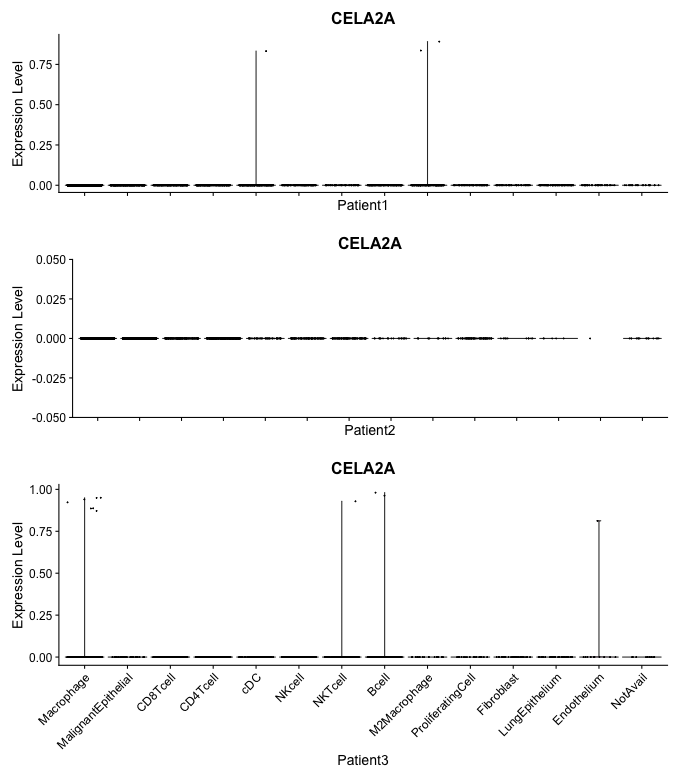 CELA2A
Expression Level
0.75
0.50
0.25
0.00
Patient1
CELA2A
Expression Level
0.050
0.025
0.000
-0.025
-0.050
Patient2
CELA2A
Expression Level
1.00
0.75
0.50
0.25
0.00
Macrophage
MalignantEpithelial
CD8Tcell
CD4Tcell
cDC
NKcell
NKTcell
Bcell
M2Macrophage
ProliferatingCell
Fibroblast
LungEpithelium
Endothelium
NotAvail
Patient3